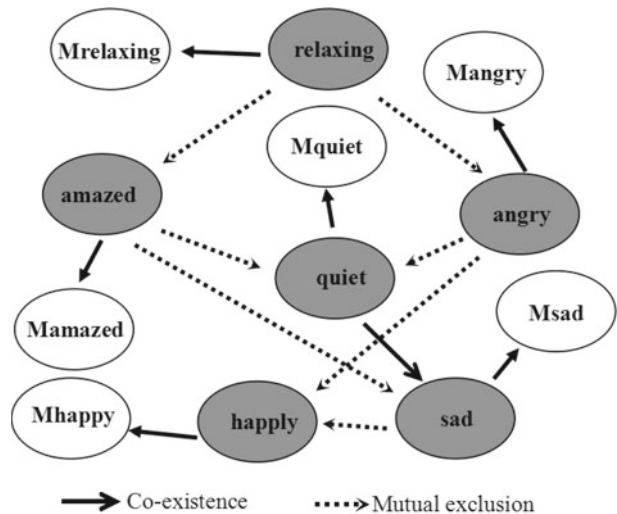 Mrelaxing
relaxing
Mangry
Mquiet
amazed
angry
quiet
Mamazed
Msad
Mhappy
happly
sad
Co-existence
Mutual exclusion